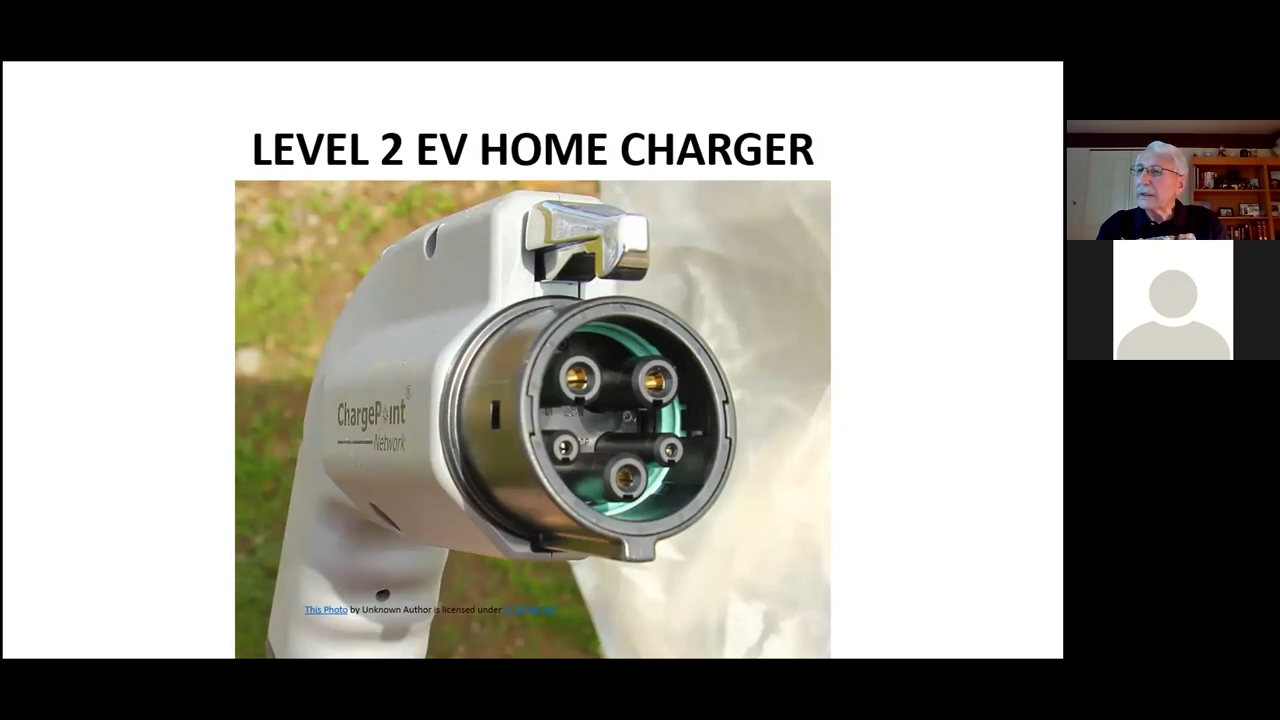 LEVEL 2 EV HOME CHARGER
ChargePoint®
Network
This Photo by Unknown Author is licensed under